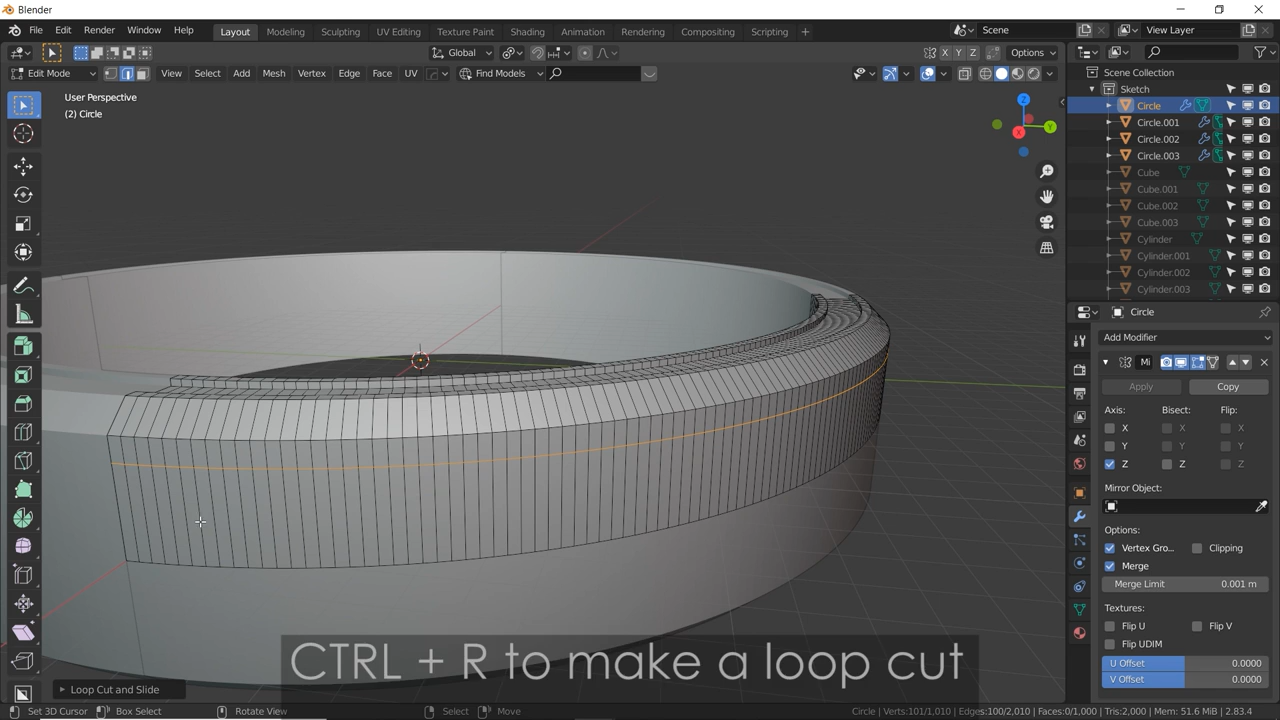 Blender
File Edit Render Window Help Layout Modeling Sculpting UV Editing Texture Paint Shading Animation Rendering Compositing Scripting + Scene View Layer
Global X Y Z Options
Edit Mode View Select Add Mesh Vertex Edge Face UV Find Models
Scene Collection
Sketch
User Perspective
(2) Circle
Circle
Circle.001
Circle.002
Circle.003
Cube
Cube.001
Cube.002
Cube.003
Cylinder
Cylinder.001
Cylinder.002
Cylinder.003
Z
Y
X
Circle
Add Modifier
Mi
Apply Copy
Axis: Bisect: Flip:
X X X
Y Y Y
Z Z Z
Mirror Object:
Options:
Vertex Gro... Clipping
Merge
Merge Limit 0.001 m
Textures:
Flip U Flip V
Flip UDIM
U Offset 0.0000
V Offset 0.0000
CTRL + R to make a loop cut
Loop Cut and Slide
Set 3D Cursor Box Select Rotate View Select Move Circle | Verts:101/1,010 | Edges:100/2,010 | Faces:0/1,000 | Tris:2,000 | Mem: 51.6 MiB | 2.83.4